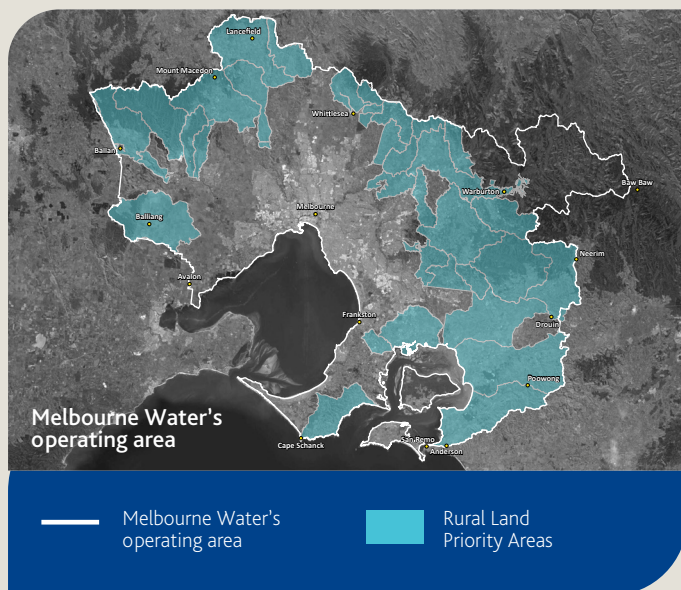 Lancefield
Mount Macedon
Whittlesea
Ballan
Warburton
Baw Baw
Melbourne
Balliang
Neerim
Avalon
Frankston
Drouin
Poowong
Melbourne Water's
operating area
Cape Schanck
San Remo
Anderson
Melbourne Water's
operating area
Rural Land
Priority Areas